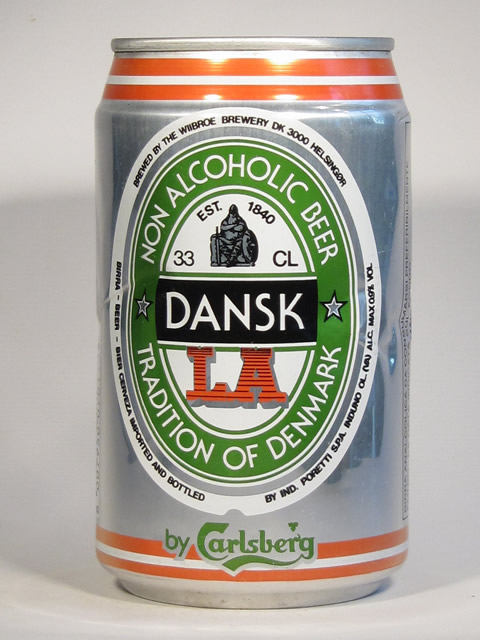 BREWED BY THE WIIBROE BREWERY DK 3000 HELSINGØR
NON ALCOHOLIC BEER
EST. 1840
33 CL
DANSK
LA
TRADITION OF DENMARK
BIRRA - BEER - BIER CERVEZA IMPORTED AND BOTTLED
BY IND. PORETTI S.P.A. INDUNO OL. (VA) ALC. MAX 0.9% VOL.
by Carlsberg